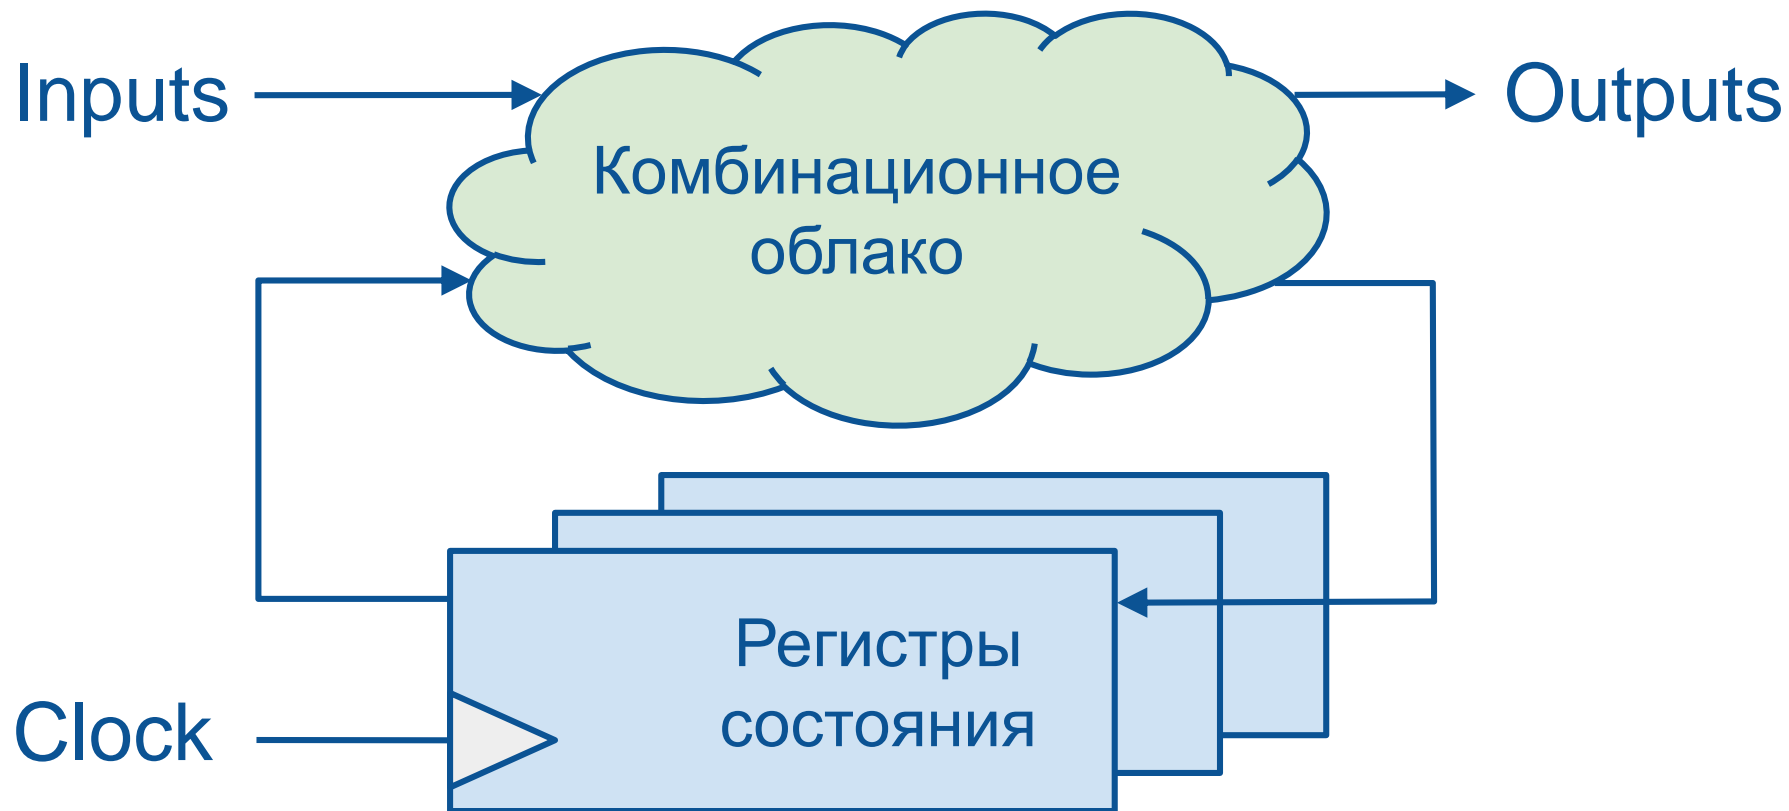 Inputs
Outputs
Комбинационное
облако
Регистры
состояния
Clock